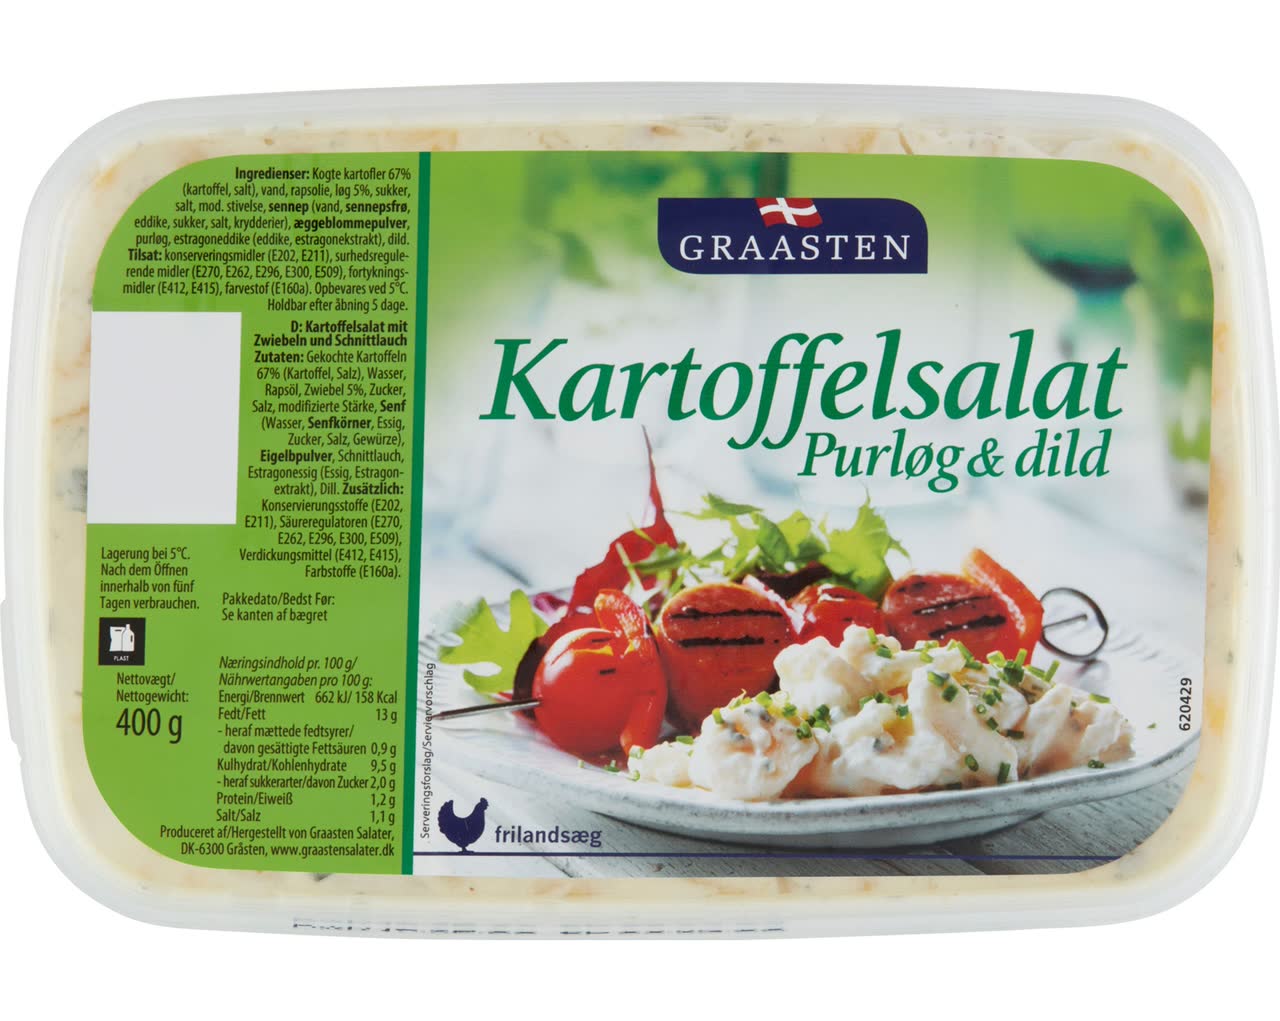 Ingredienser: Kogte kartofler 67%
(kartoffel, salt), vand, rapsolie, løg 5%, sukker,
salt, mod. stivelse, sennep (vand, sennepsfrø,
eddike, sukker, salt, krydderier), æggeblommepulver,
purløg, estragoneddike (eddike, estragonekstrakt), dild.
Tilsat: konserveringsmidler (E202, E211), surhedsregule-
rende midler (E270, E262, E296, E300, E509), fortyknings-
midler (E412, E415), farvestof (E160a). Opbevares ved 5°C.
Holdbar efter åbning 5 dage.
D: Kartoffelsalat mit
Zwiebeln und Schnittlauch
Zutaten: Gekochte Kartoffeln
67% (Kartoffel, Salz), Wasser,
Rapsöl, Zwiebel 5%, Zucker,
Salz, modifizierte Stärke, Senf
(Wasser, Senfkörner, Essig,
Zucker, Salz, Gewürze),
Eigelbpulver, Schnittlauch,
Estragonessig (Essig, Estragon-
extrakt), Dill. Zusätzlich:
Konservierungsstoffe (E202,
E211), Säureregulatoren (E270,
E262, E296, E300, E509),
Verdickungsmittel (E412, E415),
Farbstoffe (E160a).
Lagerung bei 5°C.
Nach dem Öffnen
innerhalb von fünf
Tagen verbrauchen.
PLAST
Nettovægt/
Nettogewicht:
400 g
Pakkedato/Bedst Før:
Se kanten af bægret
Næringsindhold pr. 100 g/
Nährwertangaben pro 100 g:
Energi/Brennwert 662 kJ/ 158 Kcal
Fedt/Fett 13 g
- heraf mættede fedtsyrer/
davon gesättigte Fettsäuren 0,9 g
Kulhydrat/Kohlenhydrate 9,5 g
- heraf sukkerarter/davon Zucker 2,0 g
Protein/Eiweiß 1,2 g
Salt/Salz 1,1 g
Produceret af/Hergestellt von Graasten Salater,
DK-6300 Gråsten, www.graastensalater.dk
GRAASTEN
Kartoffelsalat
Purløg & dild
Serveringsforslag/Serviervorschlag
frilandsæg
620429